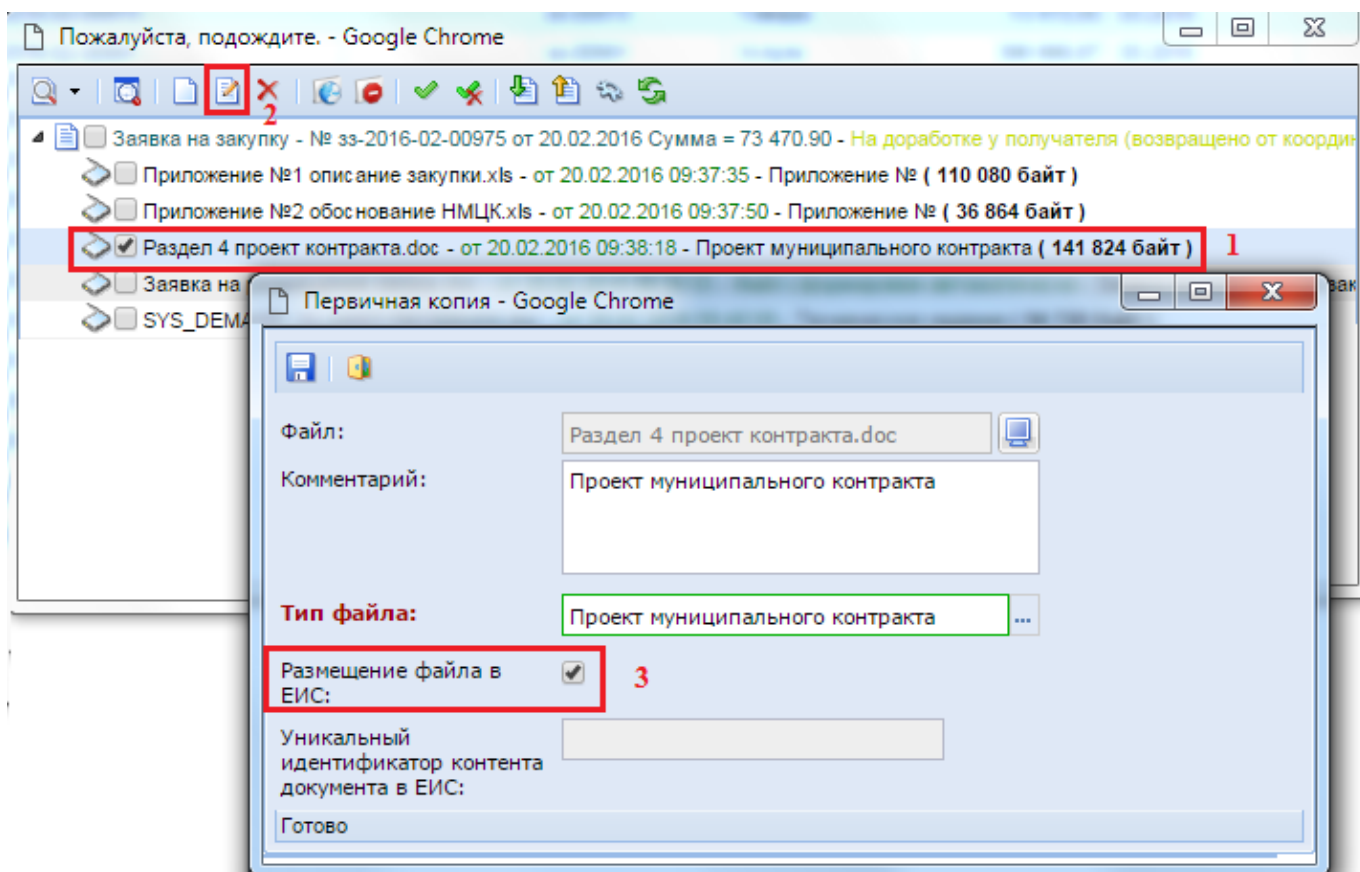 Пожалуйста, подождите. - Google Chrome
2
Заявка на закупку - № зз-2016-02-00975 от 20.02.2016 Сумма = 73 470.90 - На доработке у получателя (возвращено от коорди
Приложение №1 описание закупки.xls - от 20.02.2016 09:37:35 - Приложение № ( 110 080 байт )
Приложение №2 обоснование НМЦК.xls - от 20.02.2016 09:37:50 - Приложение № ( 36 864 байт )
Раздел 4 проект контракта.doc - от 20.02.2016 09:38:18 - Проект муниципального контракта ( 141 824 байт ) 1
Заявка на
зак
SYS_DEMA
Первичная копия - Google Chrome
Файл: Раздел 4 проект контракта.doc
Комментарий: Проект муниципального контракта
Тип файла: Проект муниципального контракта ...
Размещение файла в
ЕИС:
3
Уникальный
идентификатор контента
документа в ЕИС:
Готово